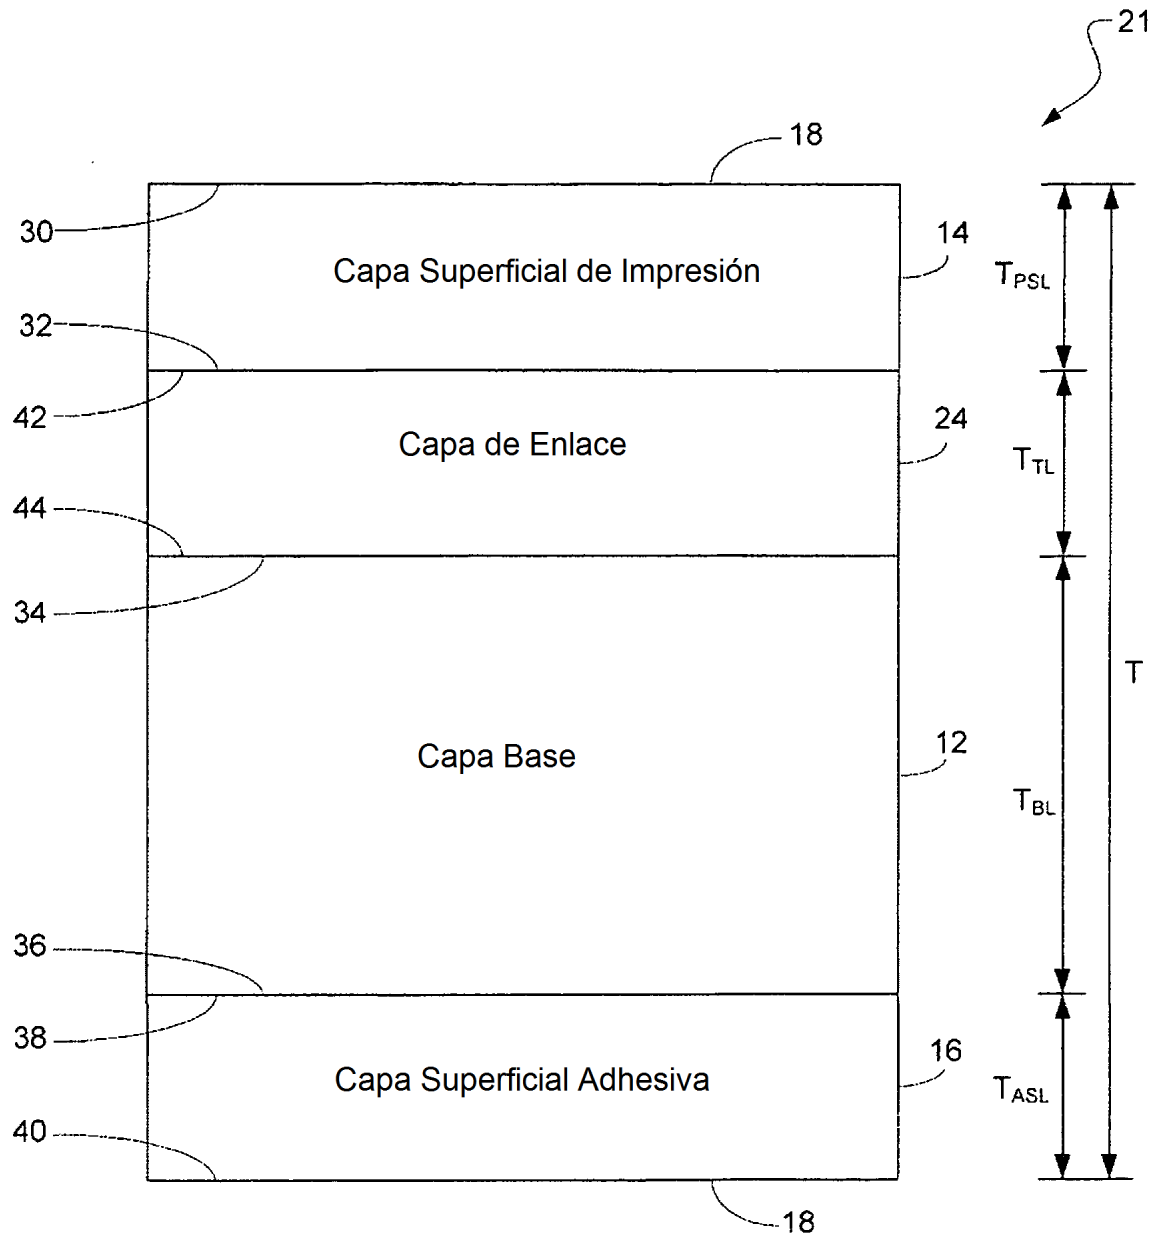 21
18
30
14
Capa Superficial de Impresión
TPSL
32
42
24
Capa de Enlace
TTL
44
34
T
12
Capa Base
TBL
36
38
16
Capa Superficial Adhesiva
TASL
40
18